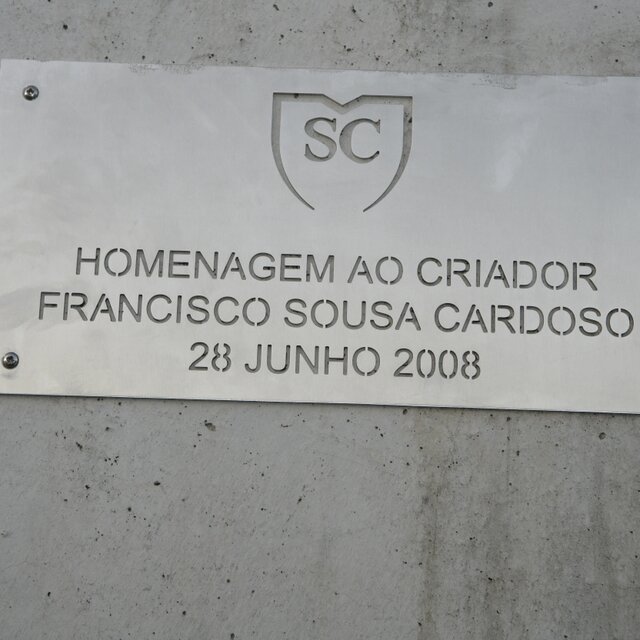 SC
HOMENAGEM AO CRIADOR
FRANCISCO SOUSA CARDOSO
28 JUNHO 2008